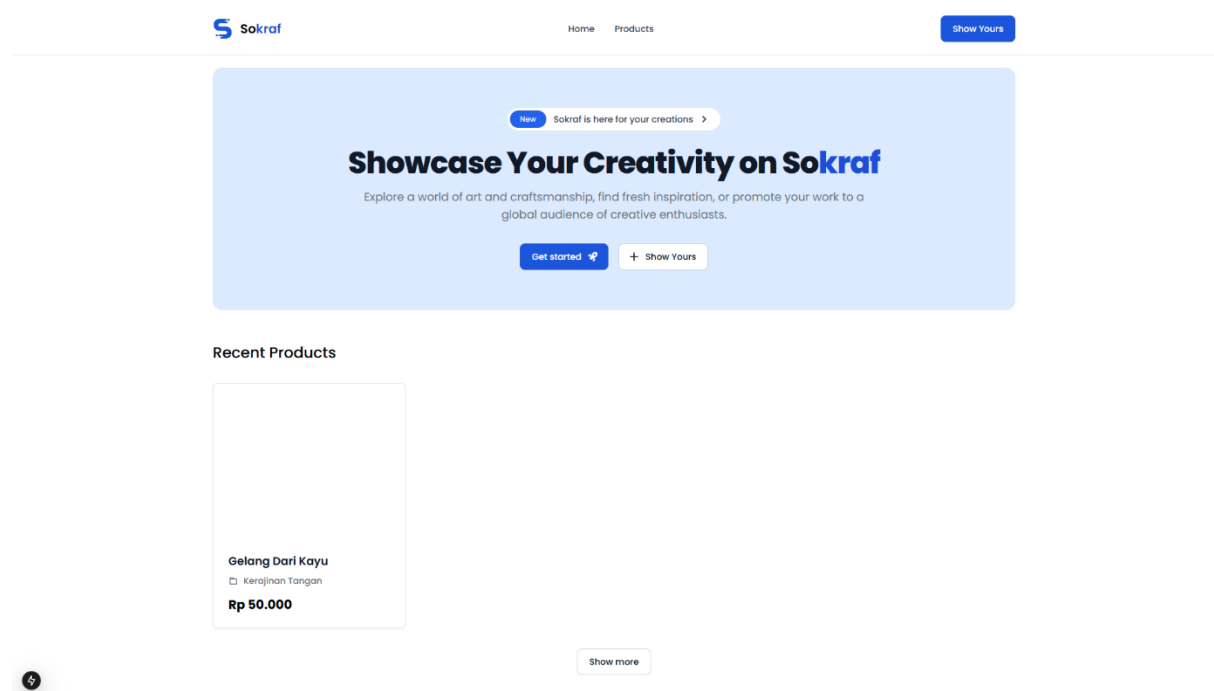 Sokraf
Home Products
Show Yours
New Sokraf is here for your creations
Showcase Your Creativity on Sokraf
Explore a world of art and craftsmanship, find fresh inspiration, or promote your work to a
global audience of creative enthusiasts.
Get started
Show Yours
Recent Products
Gelang Dari Kayu
Kerajinan Tangan
Rp 50.000
Show more